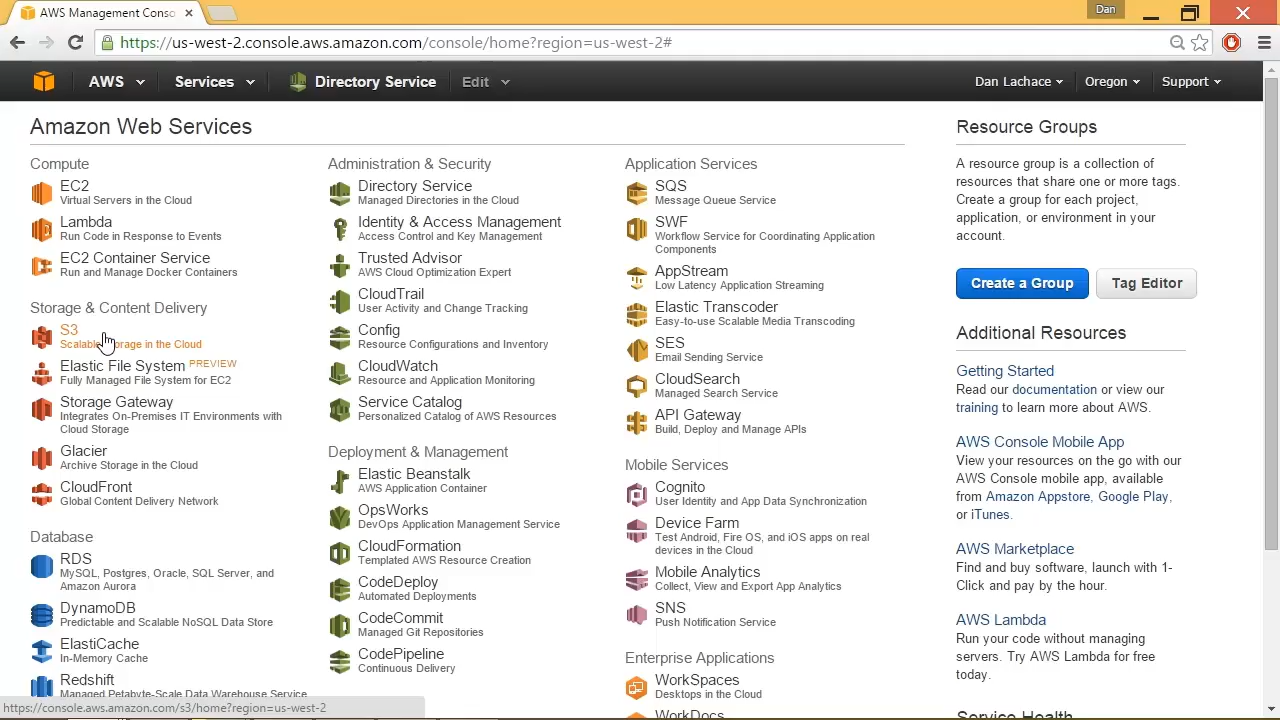 AWS Management Conso
Dan
https://us-west-2.console.aws.amazon.com/console/home?region=us-west-2#
AWS
Services
Directory Service
Edit
Dan Lachace
Oregon
Support
Amazon Web Services
Compute
EC2
Virtual Servers in the Cloud
Lambda
Run Code in Response to Events
EC2 Container Service
Run and Manage Docker Containers
Storage & Content Delivery
S3
Scalable Storage in the Cloud
Elastic File System PREVIEW
Fully Managed File System for EC2
Storage Gateway
Integrates On-Premises IT Environments with
Cloud Storage
Glacier
Archive Storage in the Cloud
CloudFront
Global Content Delivery Network
Database
RDS
MySQL, Postgres, Oracle, SQL Server, and
Amazon Aurora
DynamoDB
Predictable and Scalable NoSQL Data Store
ElastiCache
In-Memory Cache
Redshift
Managed Petabyte-Scale Data Warehouse Service
https://console.aws.amazon.com/s3/home?region=us-west-2
Administration & Security
Directory Service
Managed Directories in the Cloud
Identity & Access Management
Access Control and Key Management
Trusted Advisor
AWS Cloud Optimization Expert
CloudTrail
User Activity and Change Tracking
Config
Resource Configurations and Inventory
CloudWatch
Resource and Application Monitoring
Service Catalog
Personalized Catalog of AWS Resources
Deployment & Management
Elastic Beanstalk
AWS Application Container
OpsWorks
DevOps Application Management Service
CloudFormation
Templated AWS Resource Creation
CodeDeploy
Automated Deployments
CodeCommit
Managed Git Repositories
CodePipeline
Continuous Delivery
Application Services
SQS
Message Queue Service
SWF
Workflow Service for Coordinating Application
Components
AppStream
Low Latency Application Streaming
Elastic Transcoder
Easy-to-use Scalable Media Transcoding
SES
Email Sending Service
CloudSearch
Managed Search Service
API Gateway
Build, Deploy and Manage APIs
Mobile Services
Cognito
User Identity and App Data Synchronization
Device Farm
Test Android, Fire OS, and iOS apps on real
devices in the Cloud
Mobile Analytics
Collect, View and Export App Analytics
SNS
Push Notification Service
Enterprise Applications
WorkSpaces
Desktops in the Cloud
WorkDocs
Resource Groups
A resource group is a collection of
resources that share one or more tags.
Create a group for each project,
application, or environment in your
account.
Create a Group
Tag Editor
Additional Resources
Getting Started
Read our documentation or view our
training to learn more about AWS.
AWS Console Mobile App
View your resources on the go with our
AWS Console mobile app, available
from Amazon Appstore, Google Play,
or iTunes.
AWS Marketplace
Find and buy software, launch with 1-
Click and pay by the hour.
AWS Lambda
Run your code without managing
servers. Try AWS Lambda for free
today.
Service Health